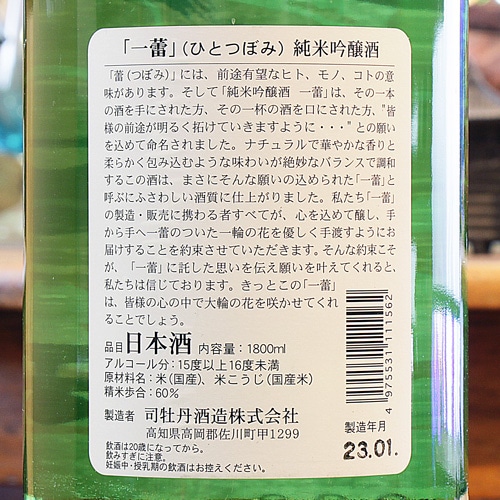 「一蕾」（ひとつぼみ）純米吟醸酒
「蕾（つぼみ）」には、前途有望なヒト、モノ、コトの意
味があります。そして「純米吟醸酒 一蕾」は、その一本
の酒を手にされた方、その一杯の酒を口にされた方、"皆
様の前途が明るく拓けていきますように・・・" との願い
を込めて命名されました。ナチュラルで華やかな香りと
柔らかく包み込むような味わいが絶妙なバランスで調和
するこの酒は、まさにそんな願いの込められた「一蕾」と
呼ぶにふさわしい酒質に仕上がりました。私たち「一蕾」
の製造・販売に携わる者すべてが、心を込めて醸し、手
から手へ一蕾のついた一輪の花を優しく手渡すようにお
届けすることを約束させていただきます。そんな約束こそ
が、「一蕾」に託した思いを伝え願いを叶えてくれると、
私たちは信じております。きっとこの「一蕾」
は、皆様の心の中で大輪の花を咲かせてくれ
ることでしょう。
品目 日本酒 内容量：1800ml
アルコール分：15度以上16度未満
原材料名：米（国産）、米こうじ（国産米）
精米歩合：60%
製造者 司牡丹酒造株式会社
高知県高岡郡佐川町甲1299
飲酒は20歳になってから。
飲みすぎに注意。
妊娠中・授乳期の飲酒はお控えください。
4 975531 111562
製造年月
23.01.